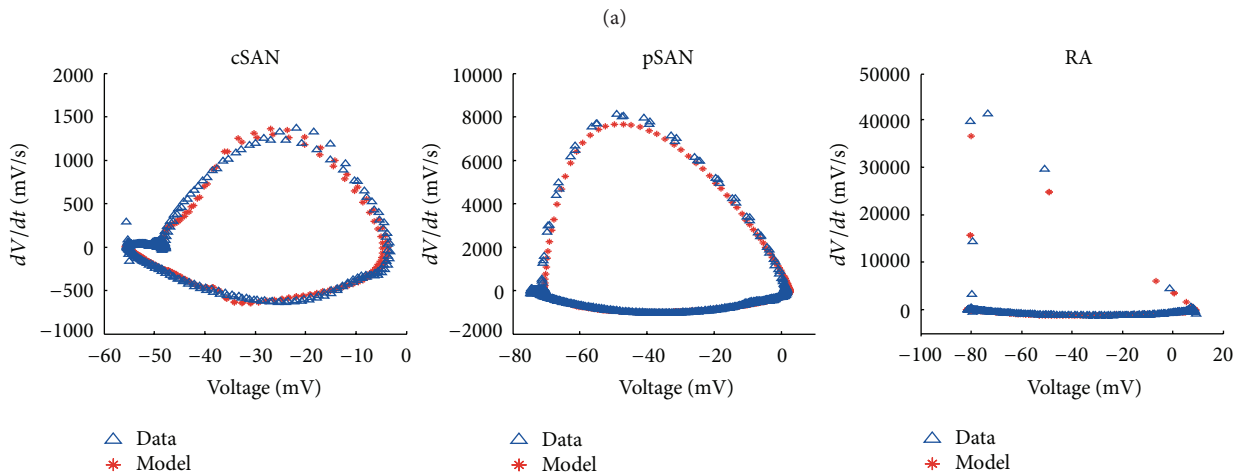 (a)
cSAN
pSAN
RA
2000
1500
1000
500
0
−500
−1000
dV/dt (mV/s)
−60
−50
−40
−30
−20
−10
0
Voltage (mV)
Data
Model
10000
8000
6000
4000
2000
0
−2000
dV/dt (mV/s)
−80
−60
−40
−20
0
Voltage (mV)
Data
Model
50000
40000
30000
20000
10000
0
dV/dt (mV/s)
−100
−80
−60
−40
−20
0
20
Voltage (mV)
Data
Model